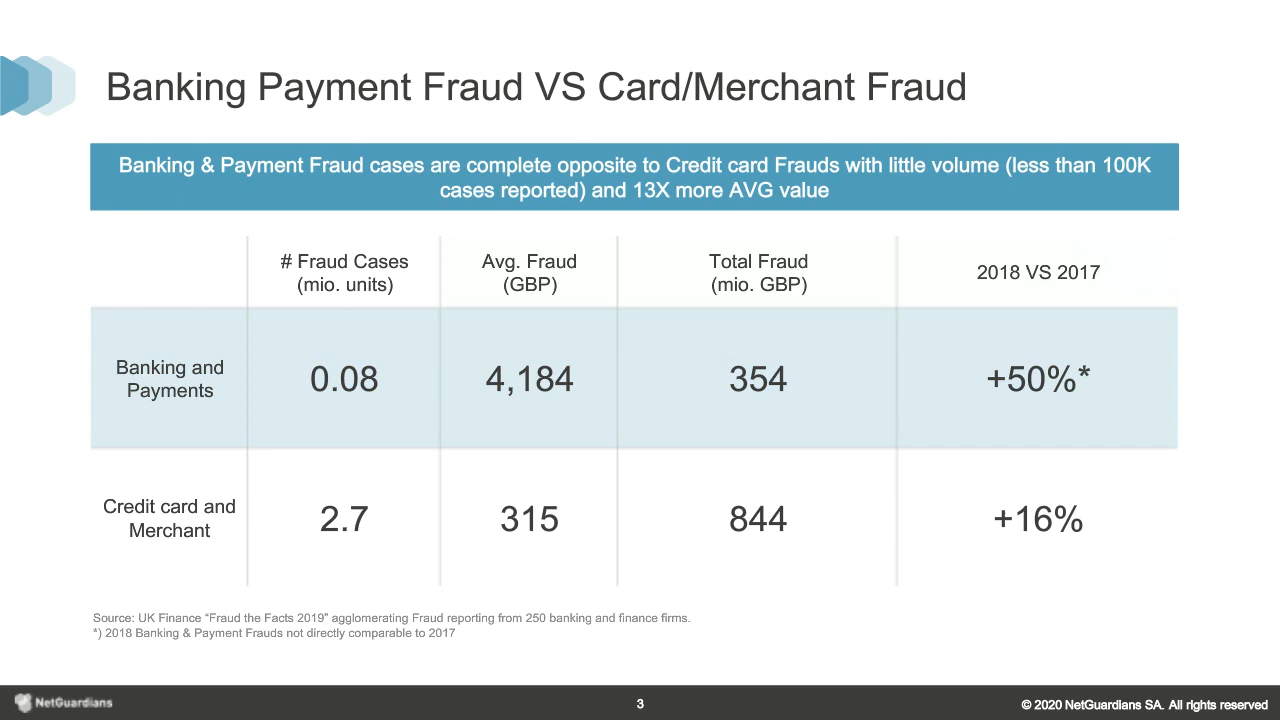 Banking Payment Fraud VS Card/Merchant Fraud
Banking & Payment Fraud cases are complete opposite to Credit card Frauds with little volume (less than 100K
cases reported) and 13X more AVG value
# Fraud Cases
(mio. units)
Avg. Fraud
(GBP)
Total Fraud
(mio. GBP)
2018 VS 2017
Banking and
Payments
0.08
4,184
354
+50%*
Credit card and
Merchant
2.7
315
844
+16%
Source: UK Finance “Fraud the Facts 2019” agglomerating Fraud reporting from 250 banking and finance firms.
*) 2018 Banking & Payment Frauds not directly comparable to 2017
NetGuardians
3
© 2020 NetGuardians SA. All rights reserved